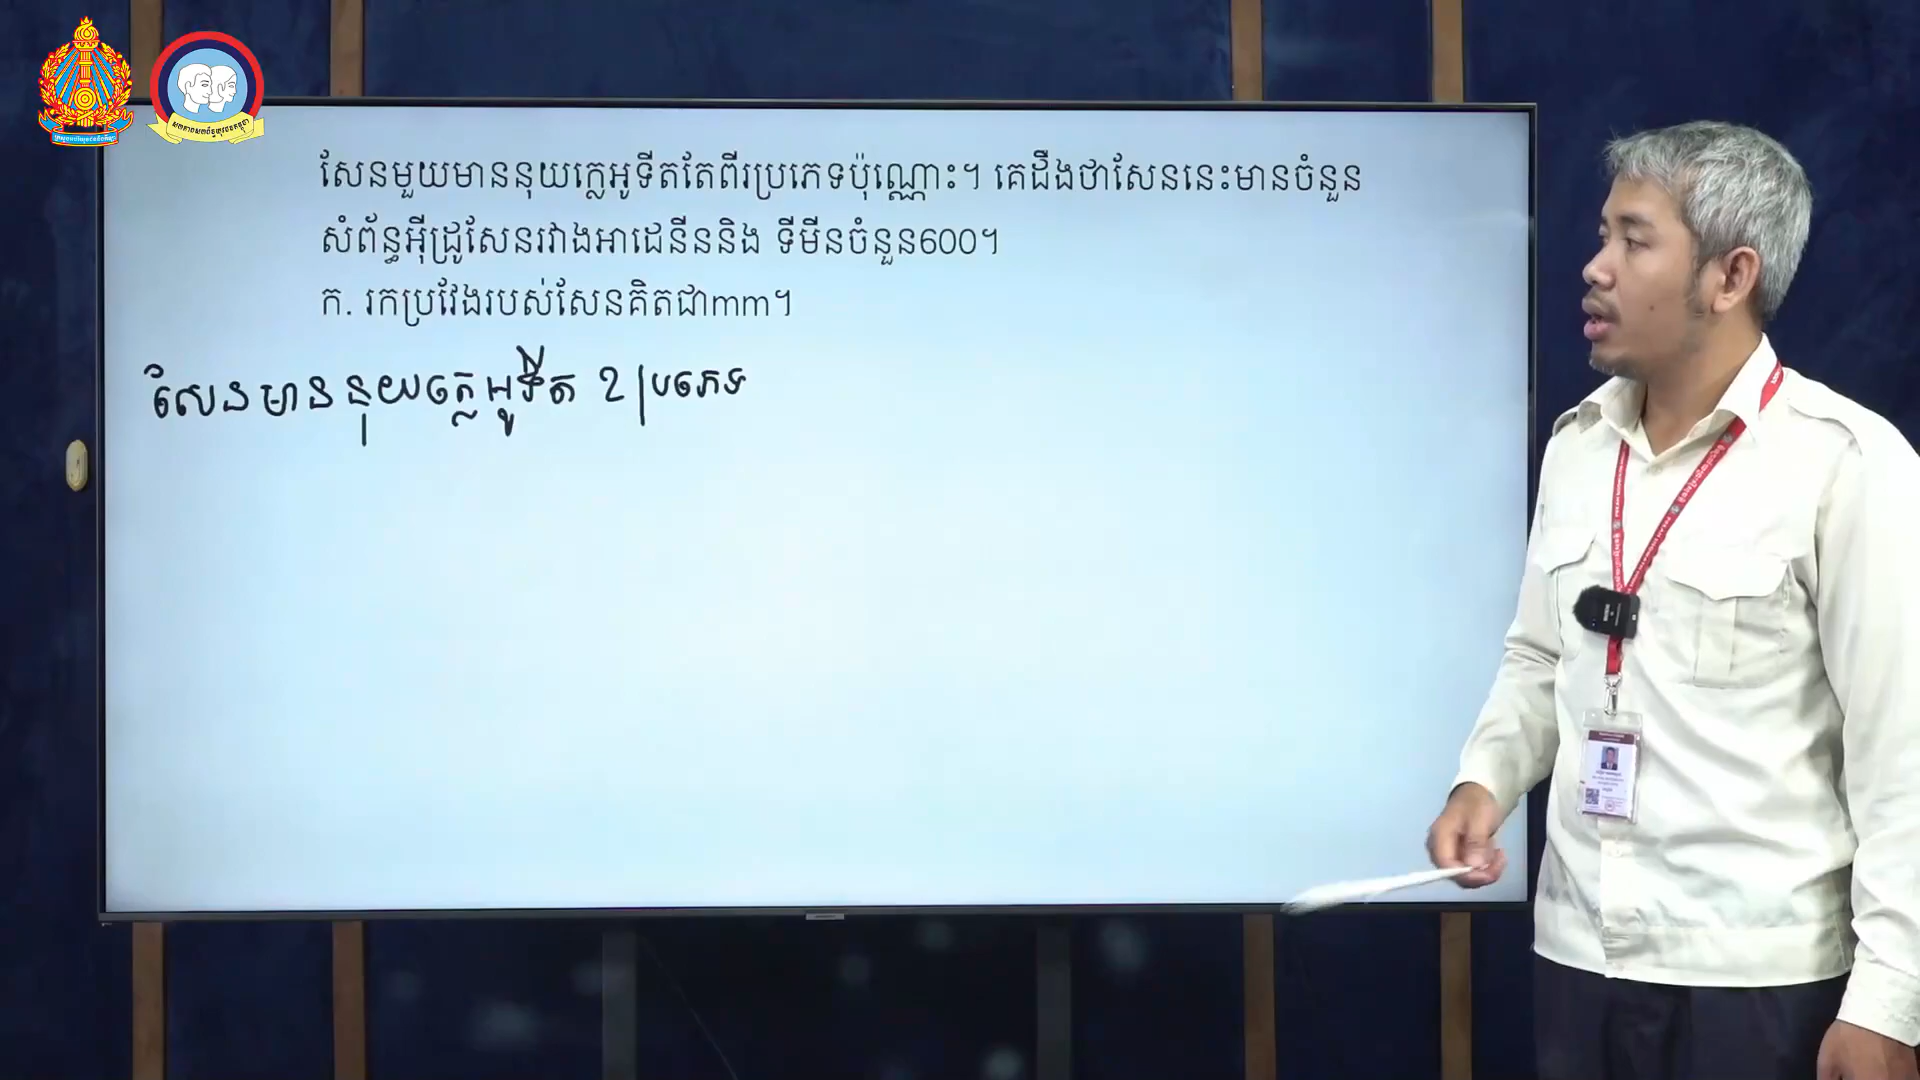 សែនមួយមាននុយក្លេអូទីតតែពីរប្រភេទប៉ុណ្ណោះ។ គេដឹងថាសែននេះមានចំនួន
សំព័ន្ធអ៊ីដ្រូសែនរវាងអាដេនីននិង ទីមីនចំនួន600។
ក. រកប្រវែងរបស់សែនគិតជាmm។
សែនមាននុយក្លេអូទីត 2 ប្រភេទ